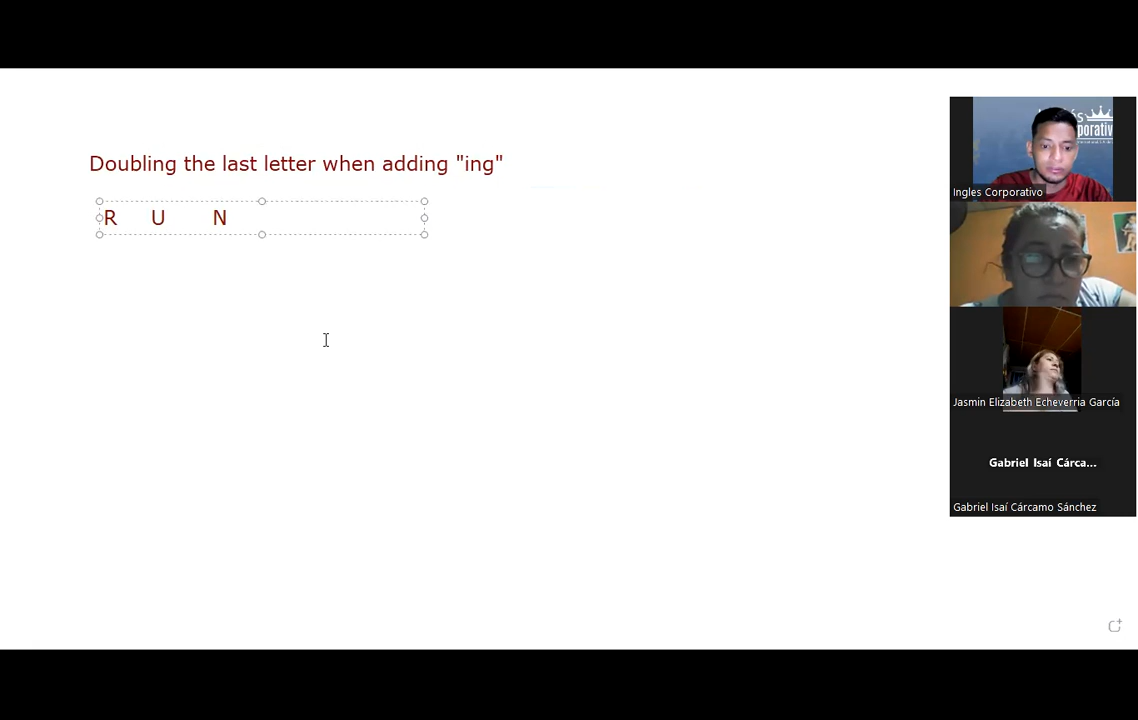 Doubling the last letter when adding "ing"
R U N
Ingles Corporativo
Jasmin Elizabeth Echeverria García
Gabriel Isaí Cárca...
Gabriel Isaí Cárcamo Sánchez